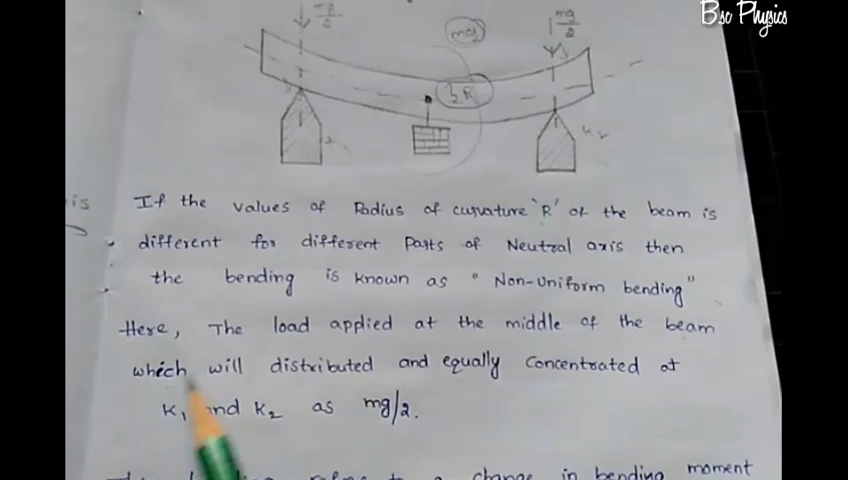 Bsc Physics
mg
2
mg
R
K2
is
If the values of Radius of curvature 'R' of the beam is
different for different Parts of Neutral axis then
the bending is known as " Non-Uniform bending"
Here, The load applied at the middle of the beam
which will distributed and equally concentrated at
K1 and K2 as mg/2.
to a change in bending moment